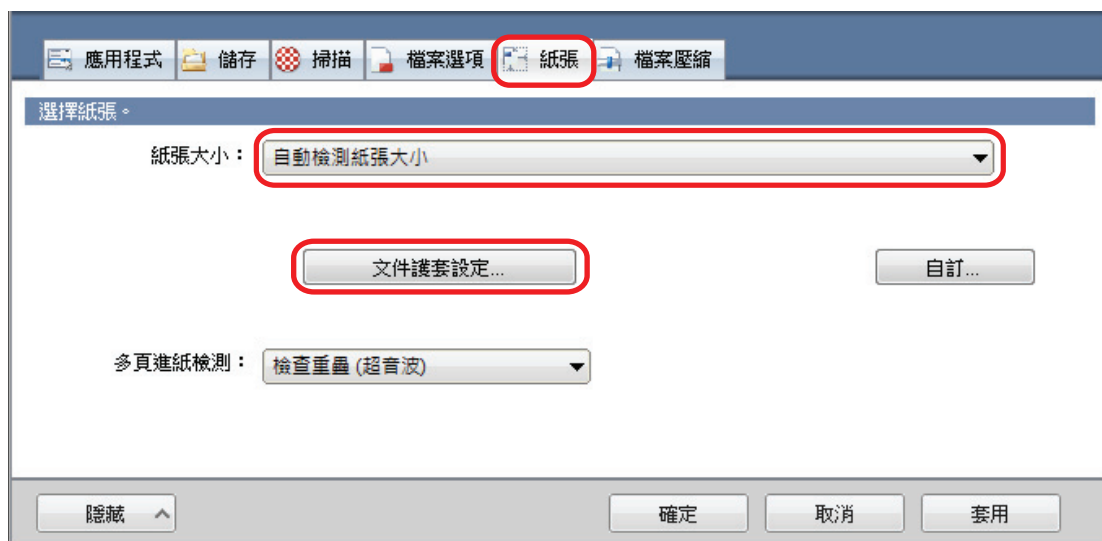 應用程式 儲存 掃描 檔案選項 紙張 檔案壓縮
選擇紙張。
紙張大小： 自動檢測紙張大小
文件護套設定... 自訂...
多頁進紙檢測： 檢查重疊 (超音波)
隱藏 確定 取消 套用